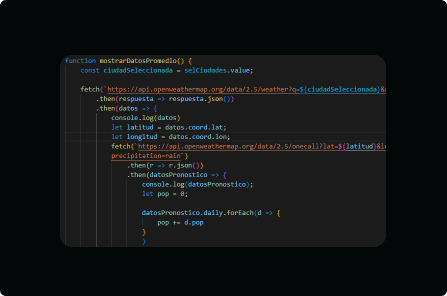 function mostrarDatosPromedio() {
const ciudadSeleccionada = selCiudades.value;
fetch(`https://api.openweathermap.org/data/2.5/weather?q=${ciudadSeleccionada}&
.then(respuesta => respuesta.json())
.then(datos => {
console.log(datos)
let latitud = datos.coord.lat;
let longitud = datos.coord.lon;
fetch(`https://api.openweathermap.org/data/2.5/onecall?lat=${latitud}&l
precipitation=rain`)
.then(r => r.json())
.then(datosPronostico => {
console.log(datosPronostico);
let pop = 0;
datosPronostico.daily.forEach(d => {
pop += d.pop
}
)